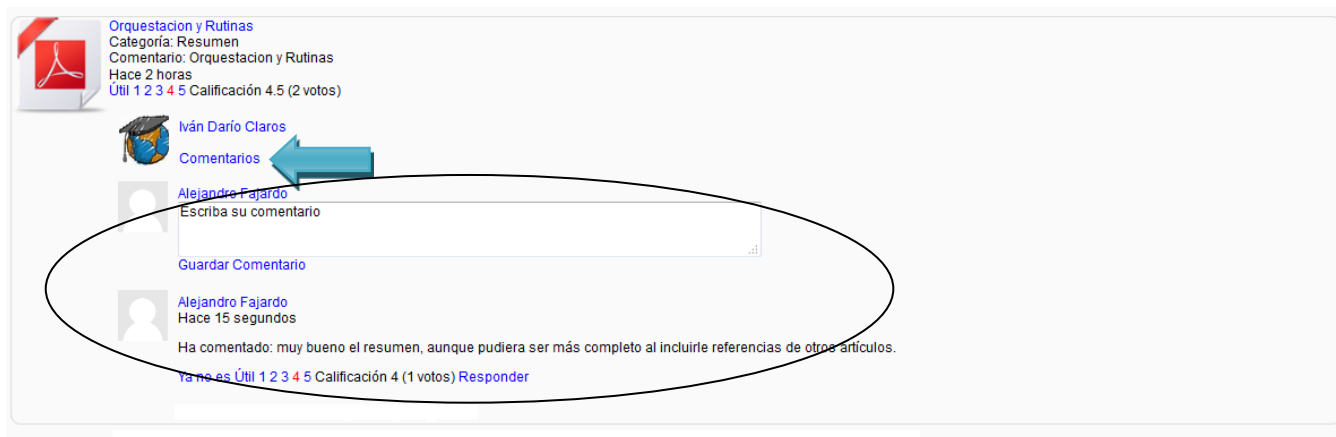 Orquestacion y Rutinas
Categoría: Resumen
Comentario: Orquestacion y Rutinas
Hace 2 horas
Útil 1 2 3 4 5 Calificación 4.5 (2 votos)
Iván Darío Claros
Comentarios
Alejandro Fajardo
Escriba su comentario
Guardar Comentario
Alejandro Fajardo
Hace 15 segundos
Ha comentado: muy bueno el resumen, aunque pudiera ser más completo al incluirle referencias de otros artículos.
Ya no es Útil 1 2 3 4 5 Calificación 4 (1 votos) Responder